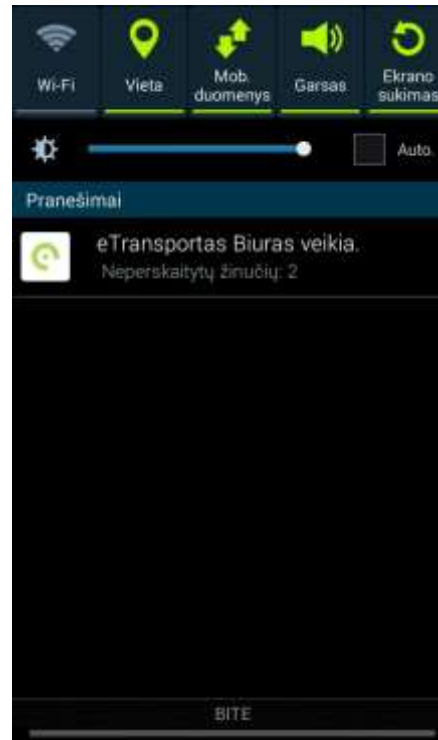 Wi-Fi
Vieta
Mob.
duomenys
Garsas
Ekrano
sukimas
Auto.
Pranešimai
eTransportas Biuras veikia.
Neperskaitytų žinučių: 2
BITE